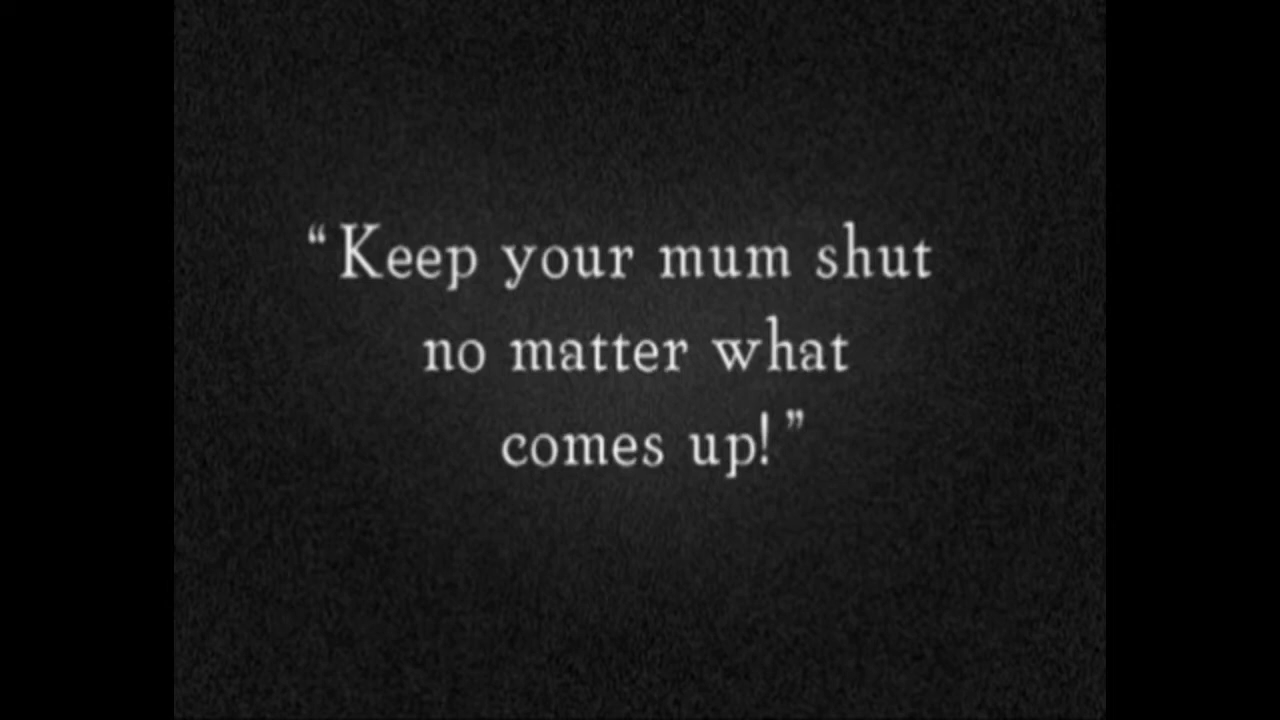 “Keep your mum shut
no matter what
comes up!”